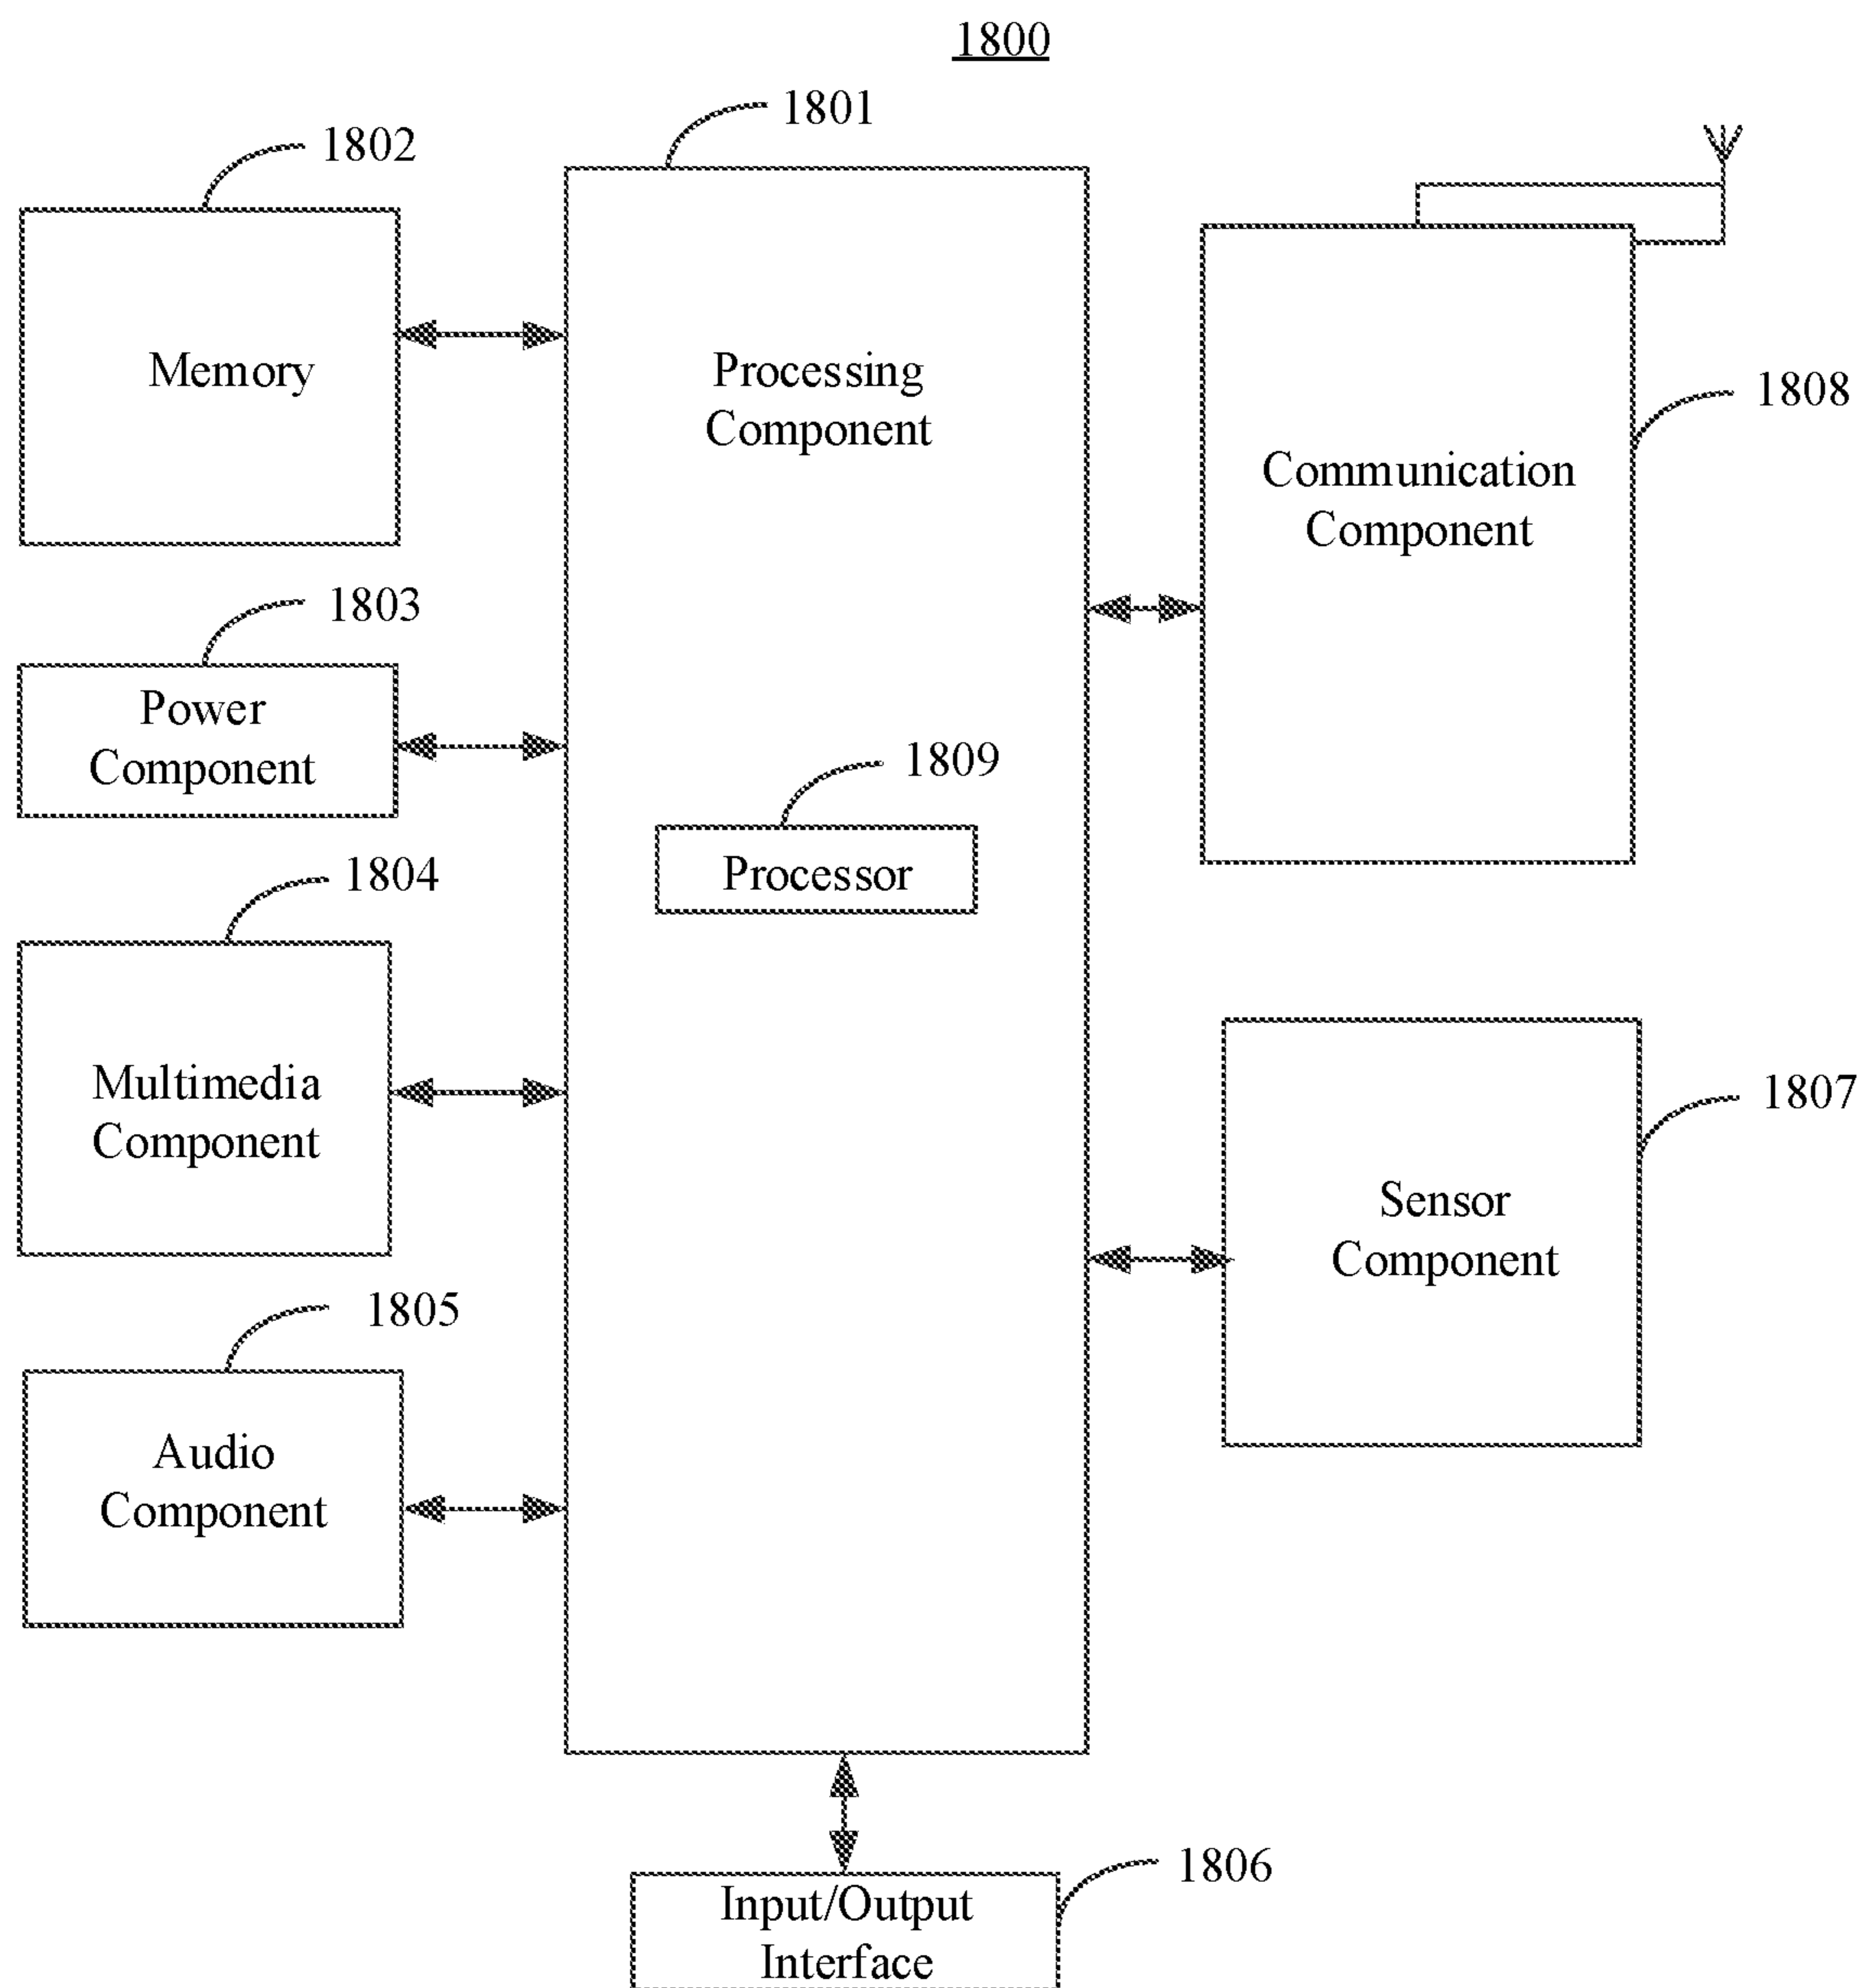 1800
1801
1802
Memory
Processing
Component
1808
Communication
Component
1803
Power
Component
1809
Processor
1804
Multimedia
Component
1807
Sensor
Component
1805
Audio
Component
1806
Input/Output
Interface